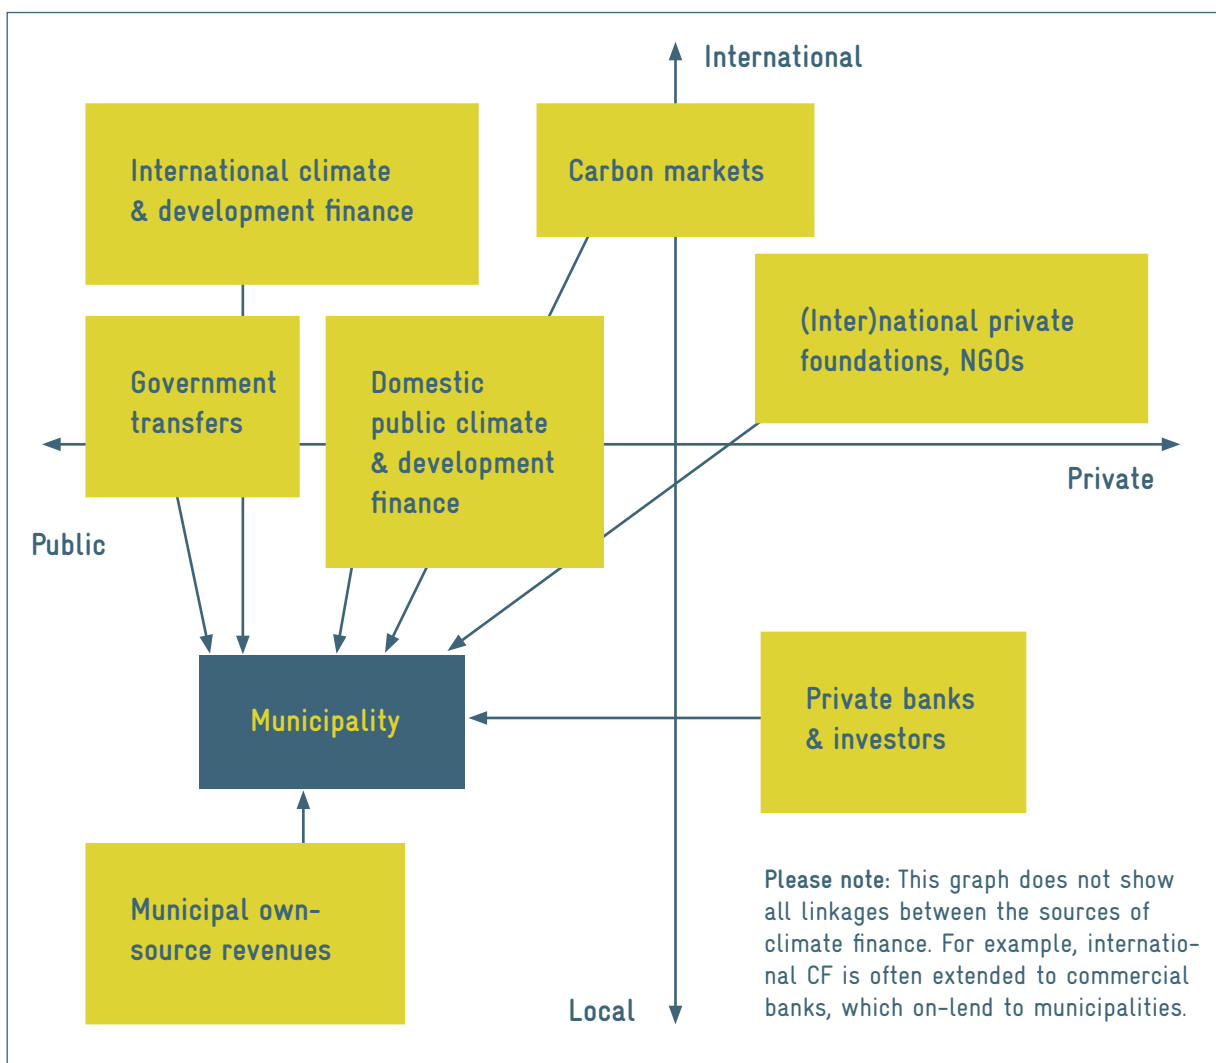 International
International climate
& development finance
Carbon markets
(Inter)national private
foundations, NGOs
Government
transfers
Domestic
public climate
& development
finance
Private
Public
Municipality
Private banks
& investors
Municipal own-
source revenues
Please note: This graph does not show
all linkages between the sources of
climate finance. For example, internatio-
nal CF is often extended to commercial
banks, which on-lend to municipalities.
Local